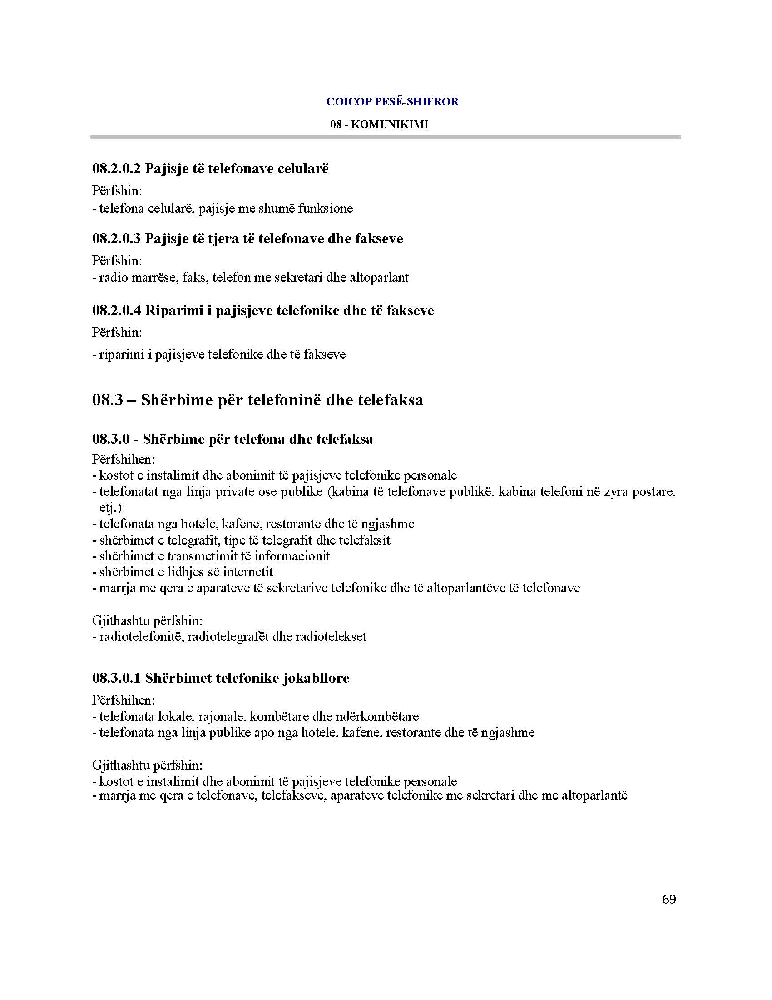 COICOP PESË-SHIFROR
08 - KOMUNIKIMI
08.2.0.2 Pajisje të telefonave celularë
Përfshin:
- telefona celularë, pajisje me shumë funksione
08.2.0.3 Pajisje të tjera të telefonave dhe fakseve
Përfshin:
- radio marrëse, faks, telefon me sekretari dhe altoparlant
08.2.0.4 Riparimi i pajisjeve telefonike dhe të fakseve
Përfshin:
- riparimi i pajisjeve telefonike dhe të fakseve
08.3 – Shërbime për telefoninë dhe telefaksa
08.3.0 - Shërbime për telefona dhe telefaksa
Përfshihen:
- kostot e instalimit dhe abonimit të pajisjeve telefonike personale
- telefonatat nga linja private ose publike (kabina të telefonave publikë, kabina telefoni në zyra postare,
etj.)
- telefonata nga hotele, kafene, restorante dhe të ngjashme
- shërbimet e telegrafit, tipe të telegrafit dhe telefaksit
- shërbimet e transmetimit të informacionit
- shërbimet e lidhjes së internetit
- marrja me qera e aparateve të sekretarive telefonike dhe të altoparlantëve të telefonave
Gjithashtu përfshin:
- radiotelefonitë, radiotelegrafët dhe radiotelekset
08.3.0.1 Shërbimet telefonike jokabllore
Përfshihen:
- telefonata lokale, rajonale, kombëtare dhe ndërkombëtare
- telefonata nga linja publike apo nga hotele, kafene, restorante dhe të ngjashme
Gjithashtu përfshin:
- kostot e instalimit dhe abonimit të pajisjeve telefonike personale
- marrja me qera e telefonave, telefakseve, aparateve telefonike me sekretari dhe me altoparlantë
69